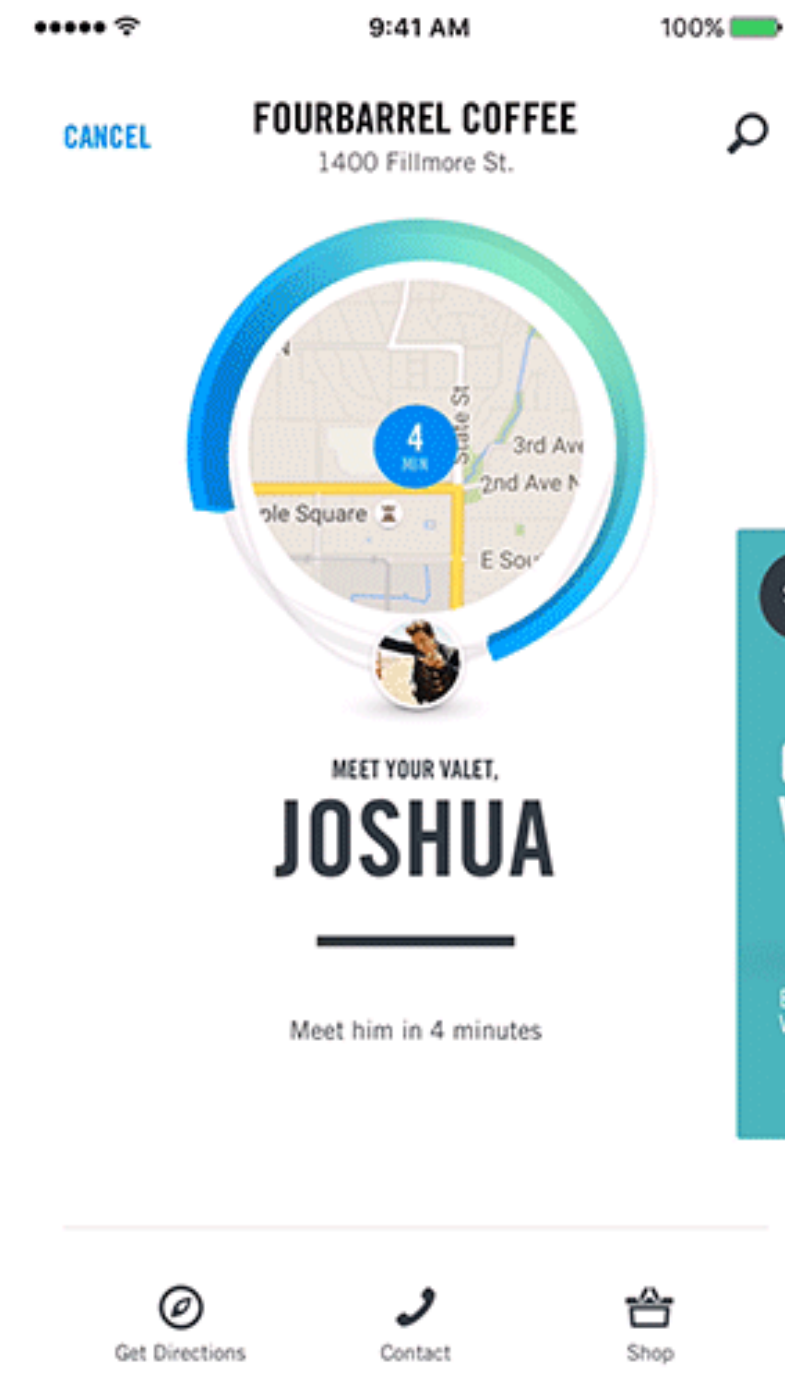 9:41 AM
100%
CANCEL
FOURBARREL COFFEE
1400 Fillmore St.
State St
4
MIN
3rd Ave
2nd Ave N
ple Square
E Sou
MEET YOUR VALET,
JOSHUA
Meet him in 4 minutes
Get Directions
Contact
Shop